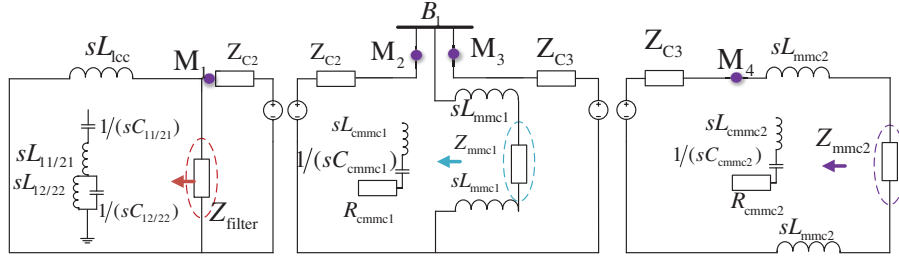 sL_lcc
M_1
Z_C2
1/(sC_11/21)
sL_11/21
sL_12/22
1/(sC_12/22)
Z_filter
B_1
Z_C2
M_2
M_3
Z_C3
sL_mmc1
sL_cmmc1
1/(sC_cmmc1)
Z_mmc1
sL_mmc1
R_cmmc1
Z_C3
M_4
sL_mmc2
sL_cmmc2
1/(sC_cmmc2)
Z_mmc2
R_cmmc2
sL_mmc2